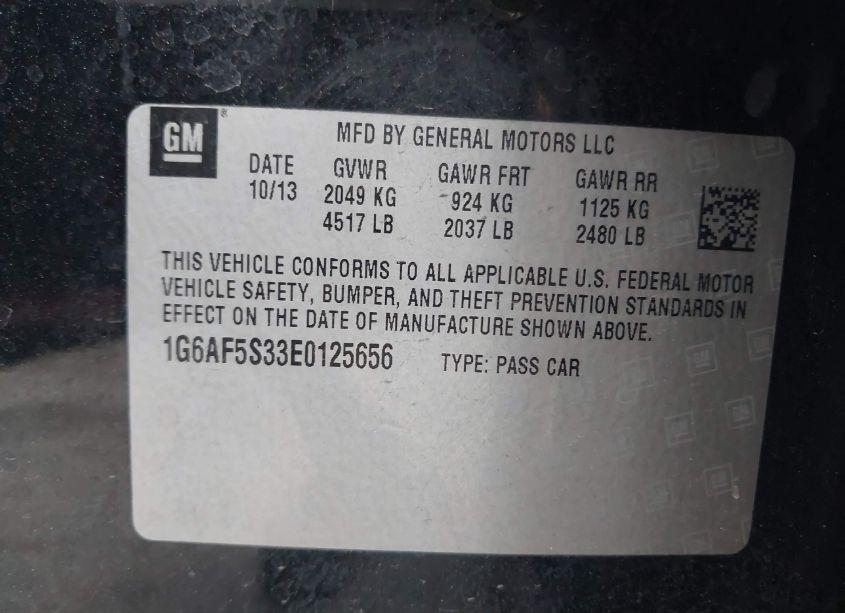 GM®
MFD BY GENERAL MOTORS LLC
DATE GVWR GAWR FRT GAWR RR
10/13 2049 KG 924 KG 1125 KG
4517 LB 2037 LB 2480 LB
THIS VEHICLE CONFORMS TO ALL APPLICABLE U.S. FEDERAL MOTOR
VEHICLE SAFETY, BUMPER, AND THEFT PREVENTION STANDARDS IN
EFFECT ON THE DATE OF MANUFACTURE SHOWN ABOVE.
1G6AF5S33E0125656 TYPE: PASS CAR